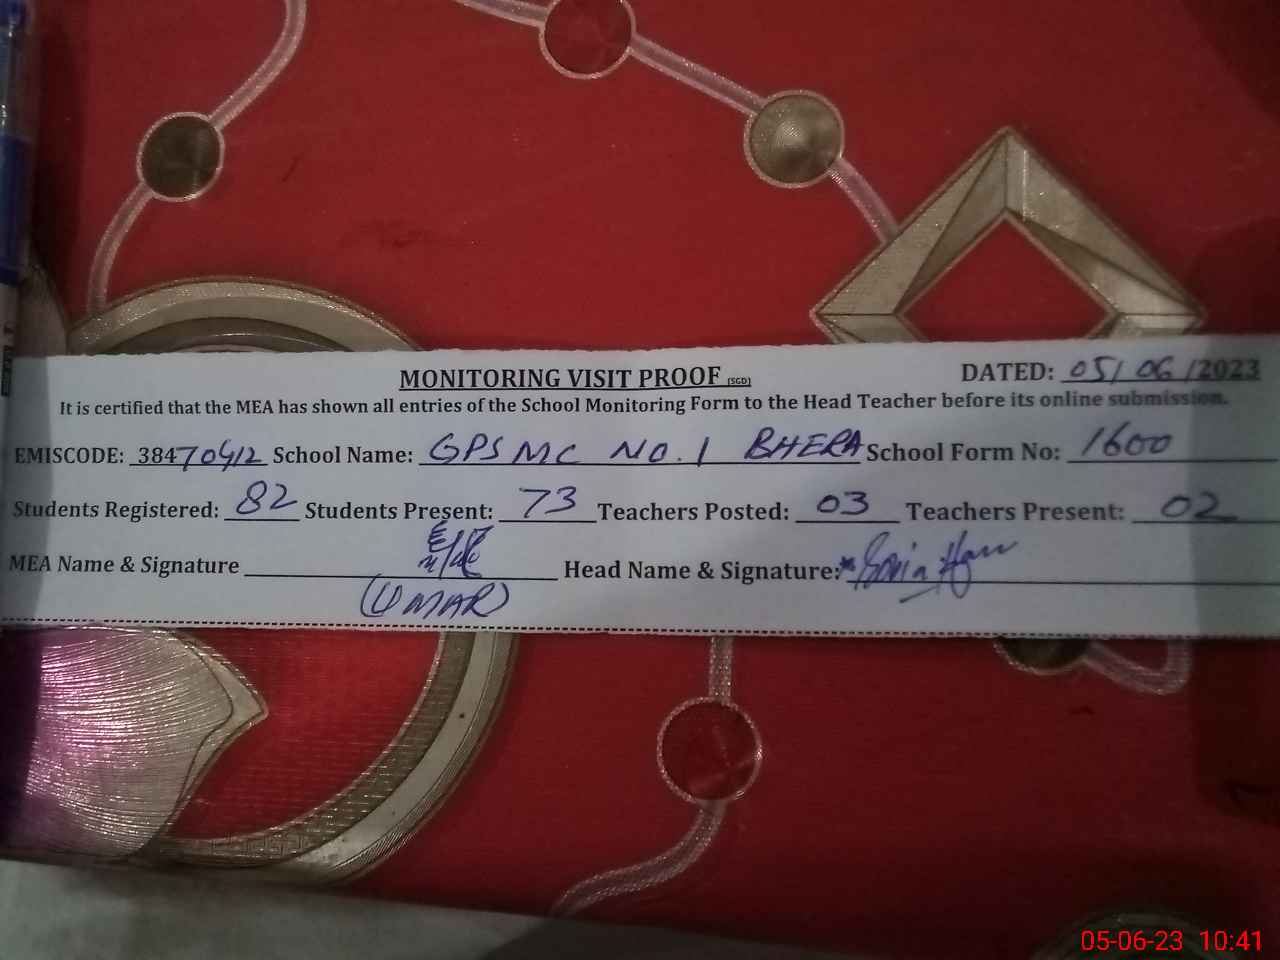 MONITORING VISIT PROOF (SGD) DATED: 05/06/2023
It is certified that the MEA has shown all entries of the School Monitoring Form to the Head Teacher before its online submission.
EMISCODE: 38470412 School Name: GPS MC NO.1 BHERA School Form No: 1600
Students Registered: 82 Students Present: 73 Teachers Posted: 03 Teachers Present: 02
MEA Name & Signature Head Name & Signature:
(UMAR)
05-06-23 10:41